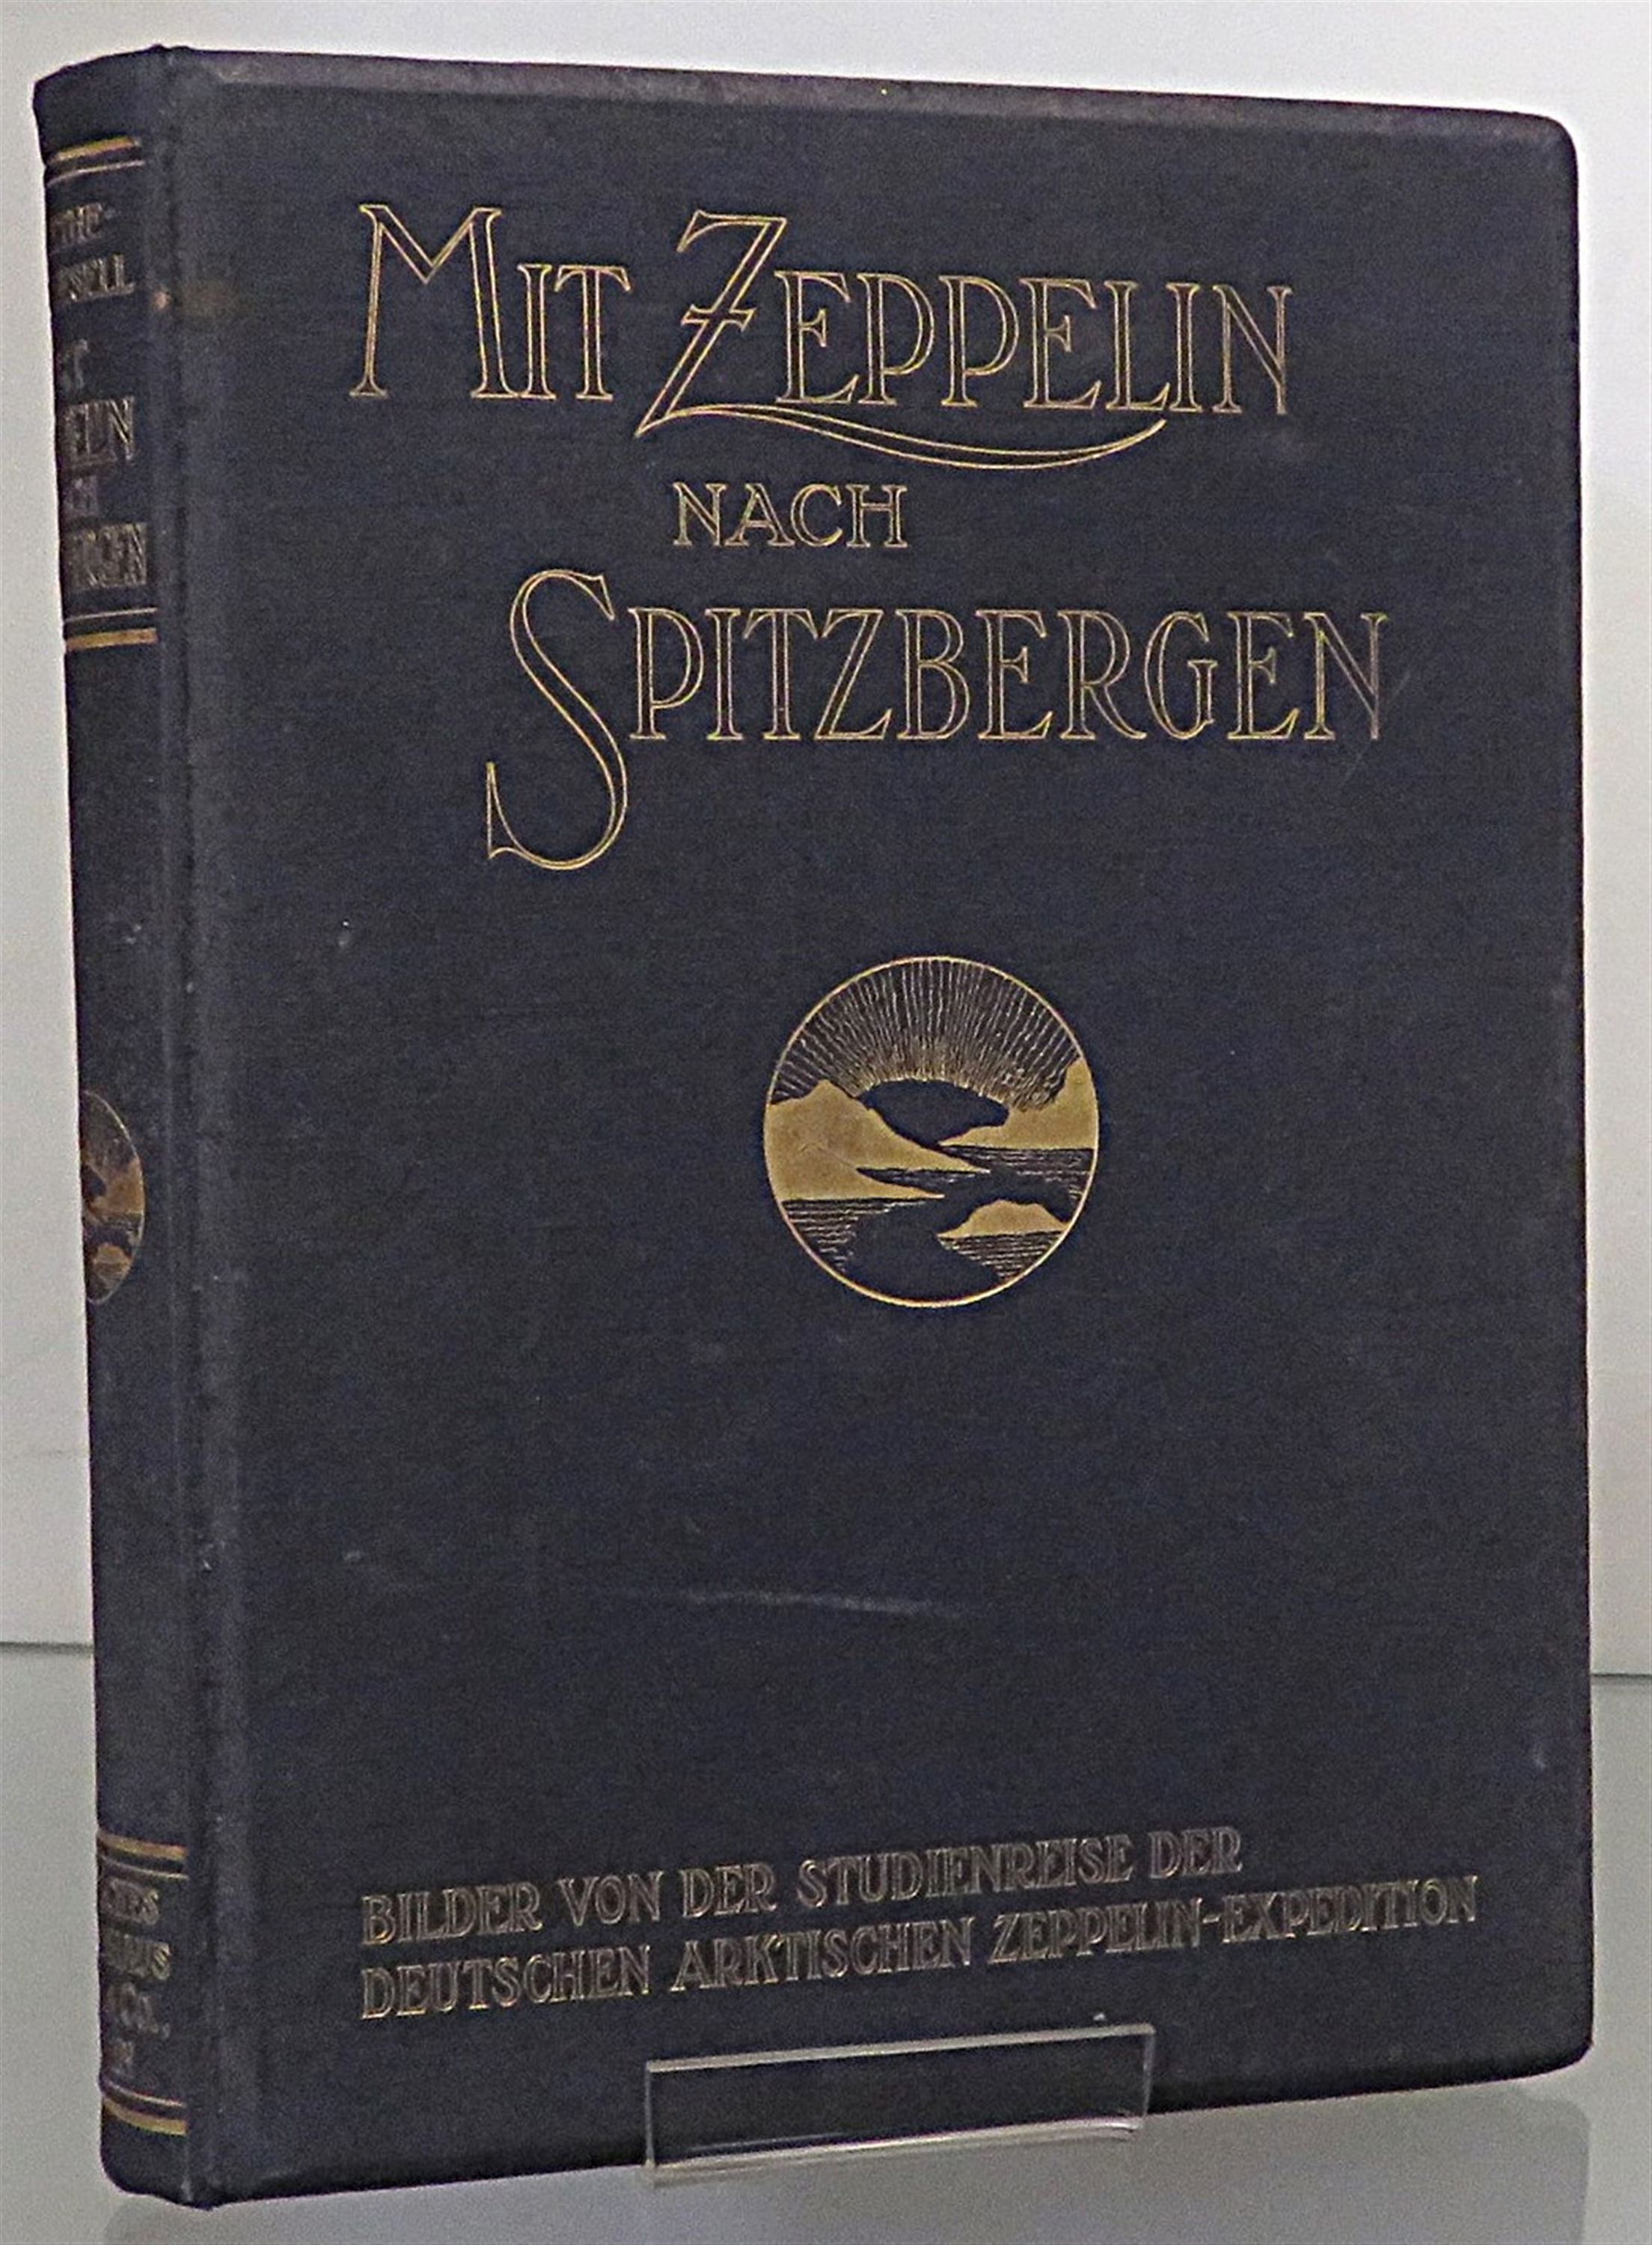 MIT ZEPPELIN
NACH
SPITZBERGEN
BILDER VON DER STUDIENREISE DER
DEUTSCHEN ARKTISCHEN ZEPPELIN-EXPEDITION